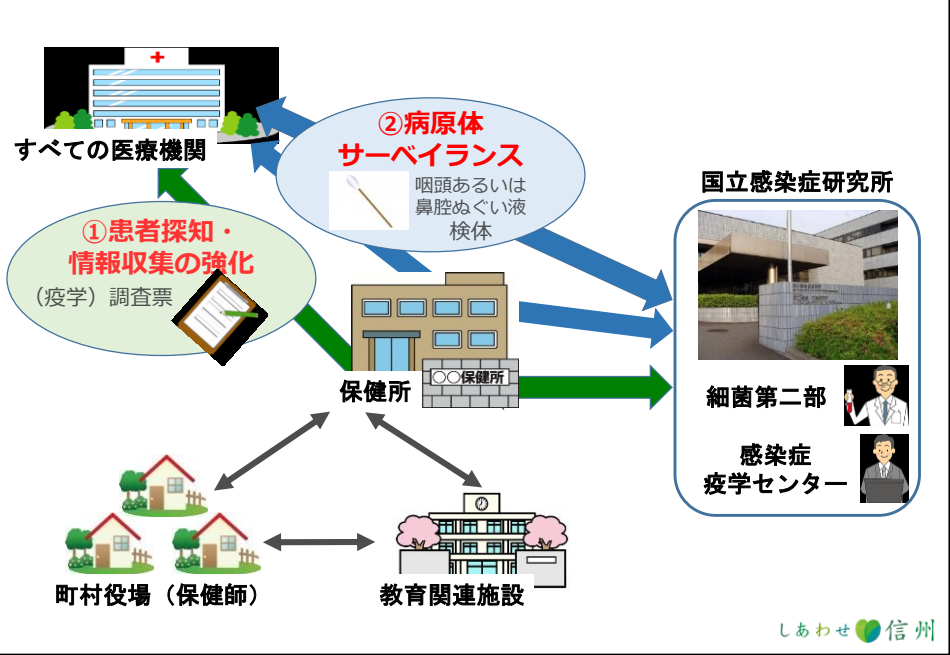 すべての医療機関
②病原体
サーベイランス
咽頭あるいは
鼻腔ぬぐい液
検体
①患者探知・
情報収集の強化
（疫学）調査票
国立感染症研究所
細菌第二部
感染症
疫学センター
〇〇保健所
保健所
町村役場（保健師）
教育関連施設
しあわせ信州